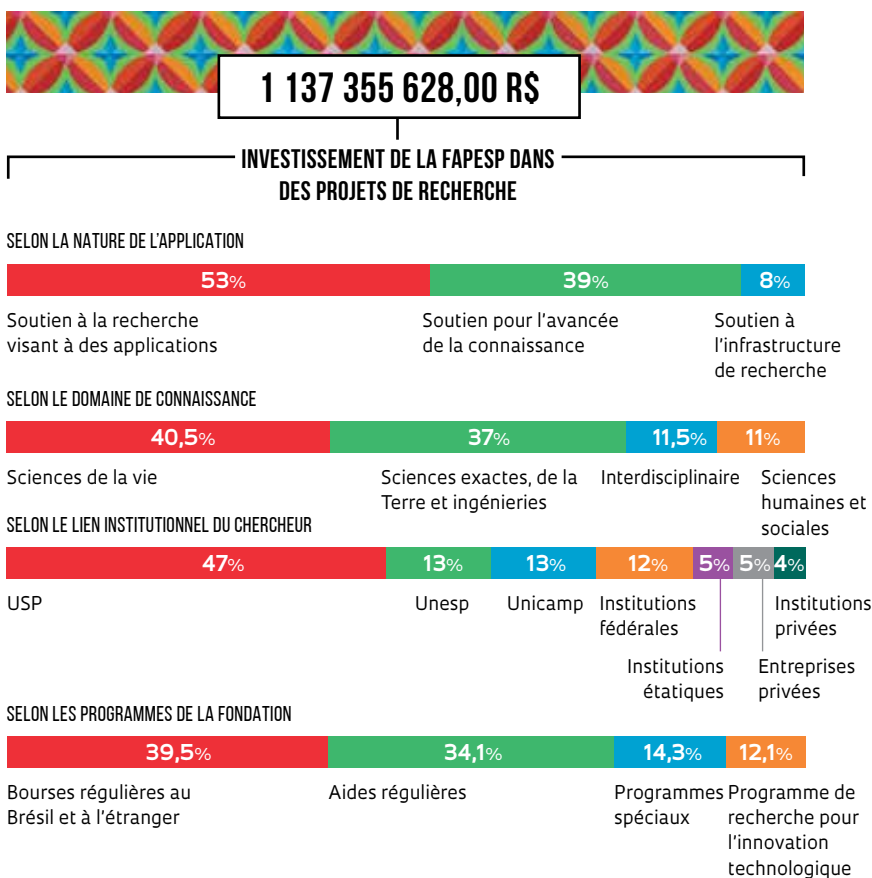 1 137 355 628,00 R$
INVESTISSEMENT DE LA FAPESP DANS
DES PROJETS DE RECHERCHE
SELON LA NATURE DE L'APPLICATION
53% 39% 8%
Soutien à la recherche
visant à des applications
Soutien pour l'avancée
de la connaissance
Soutien à
l'infrastructure
de recherche
SELON LE DOMAINE DE CONNAISSANCE
40,5% 37% 11,5% 11%
Sciences de la vie
Sciences exactes, de la
Terre et ingénieries
Interdisciplinaire
Sciences
humaines et
sociales
SELON LE LIEN INSTITUTIONNEL DU CHERCHEUR
47% 13% 13% 12% 5% 5% 4%
USP
Unesp
Unicamp
Institutions
fédérales
Institutions
étatiques
Entreprises
privées
Institutions
privées
SELON LES PROGRAMMES DE LA FONDATION
39,5% 34,1% 14,3% 12,1%
Bourses régulières au
Brésil et à l'étranger
Aides régulières
Programmes
spéciaux
Programme de
recherche pour
l'innovation
technologique